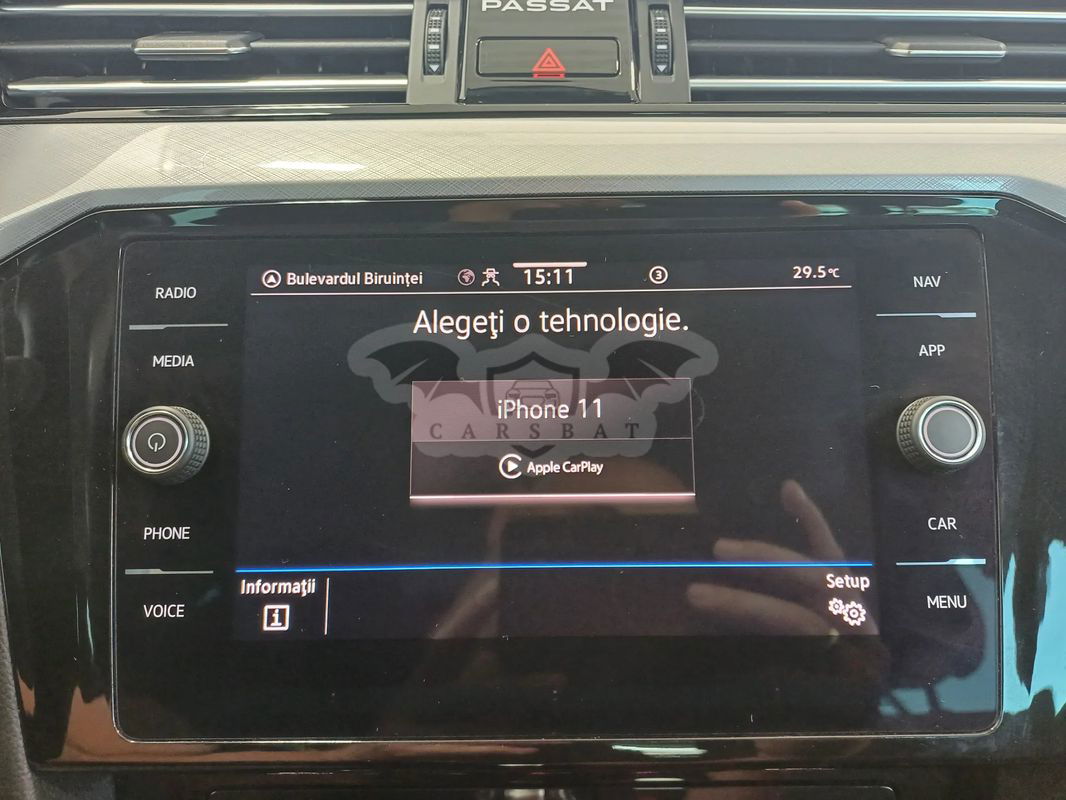 PASSAT
RADIO
MEDIA
PHONE
VOICE
Bulevardul Biruinței
15:11
3
29.5°C
Alegeţi o tehnologie.
iPhone 11
CARSBAT
Apple CarPlay
Informaţii
i
Setup
NAV
APP
CAR
MENU